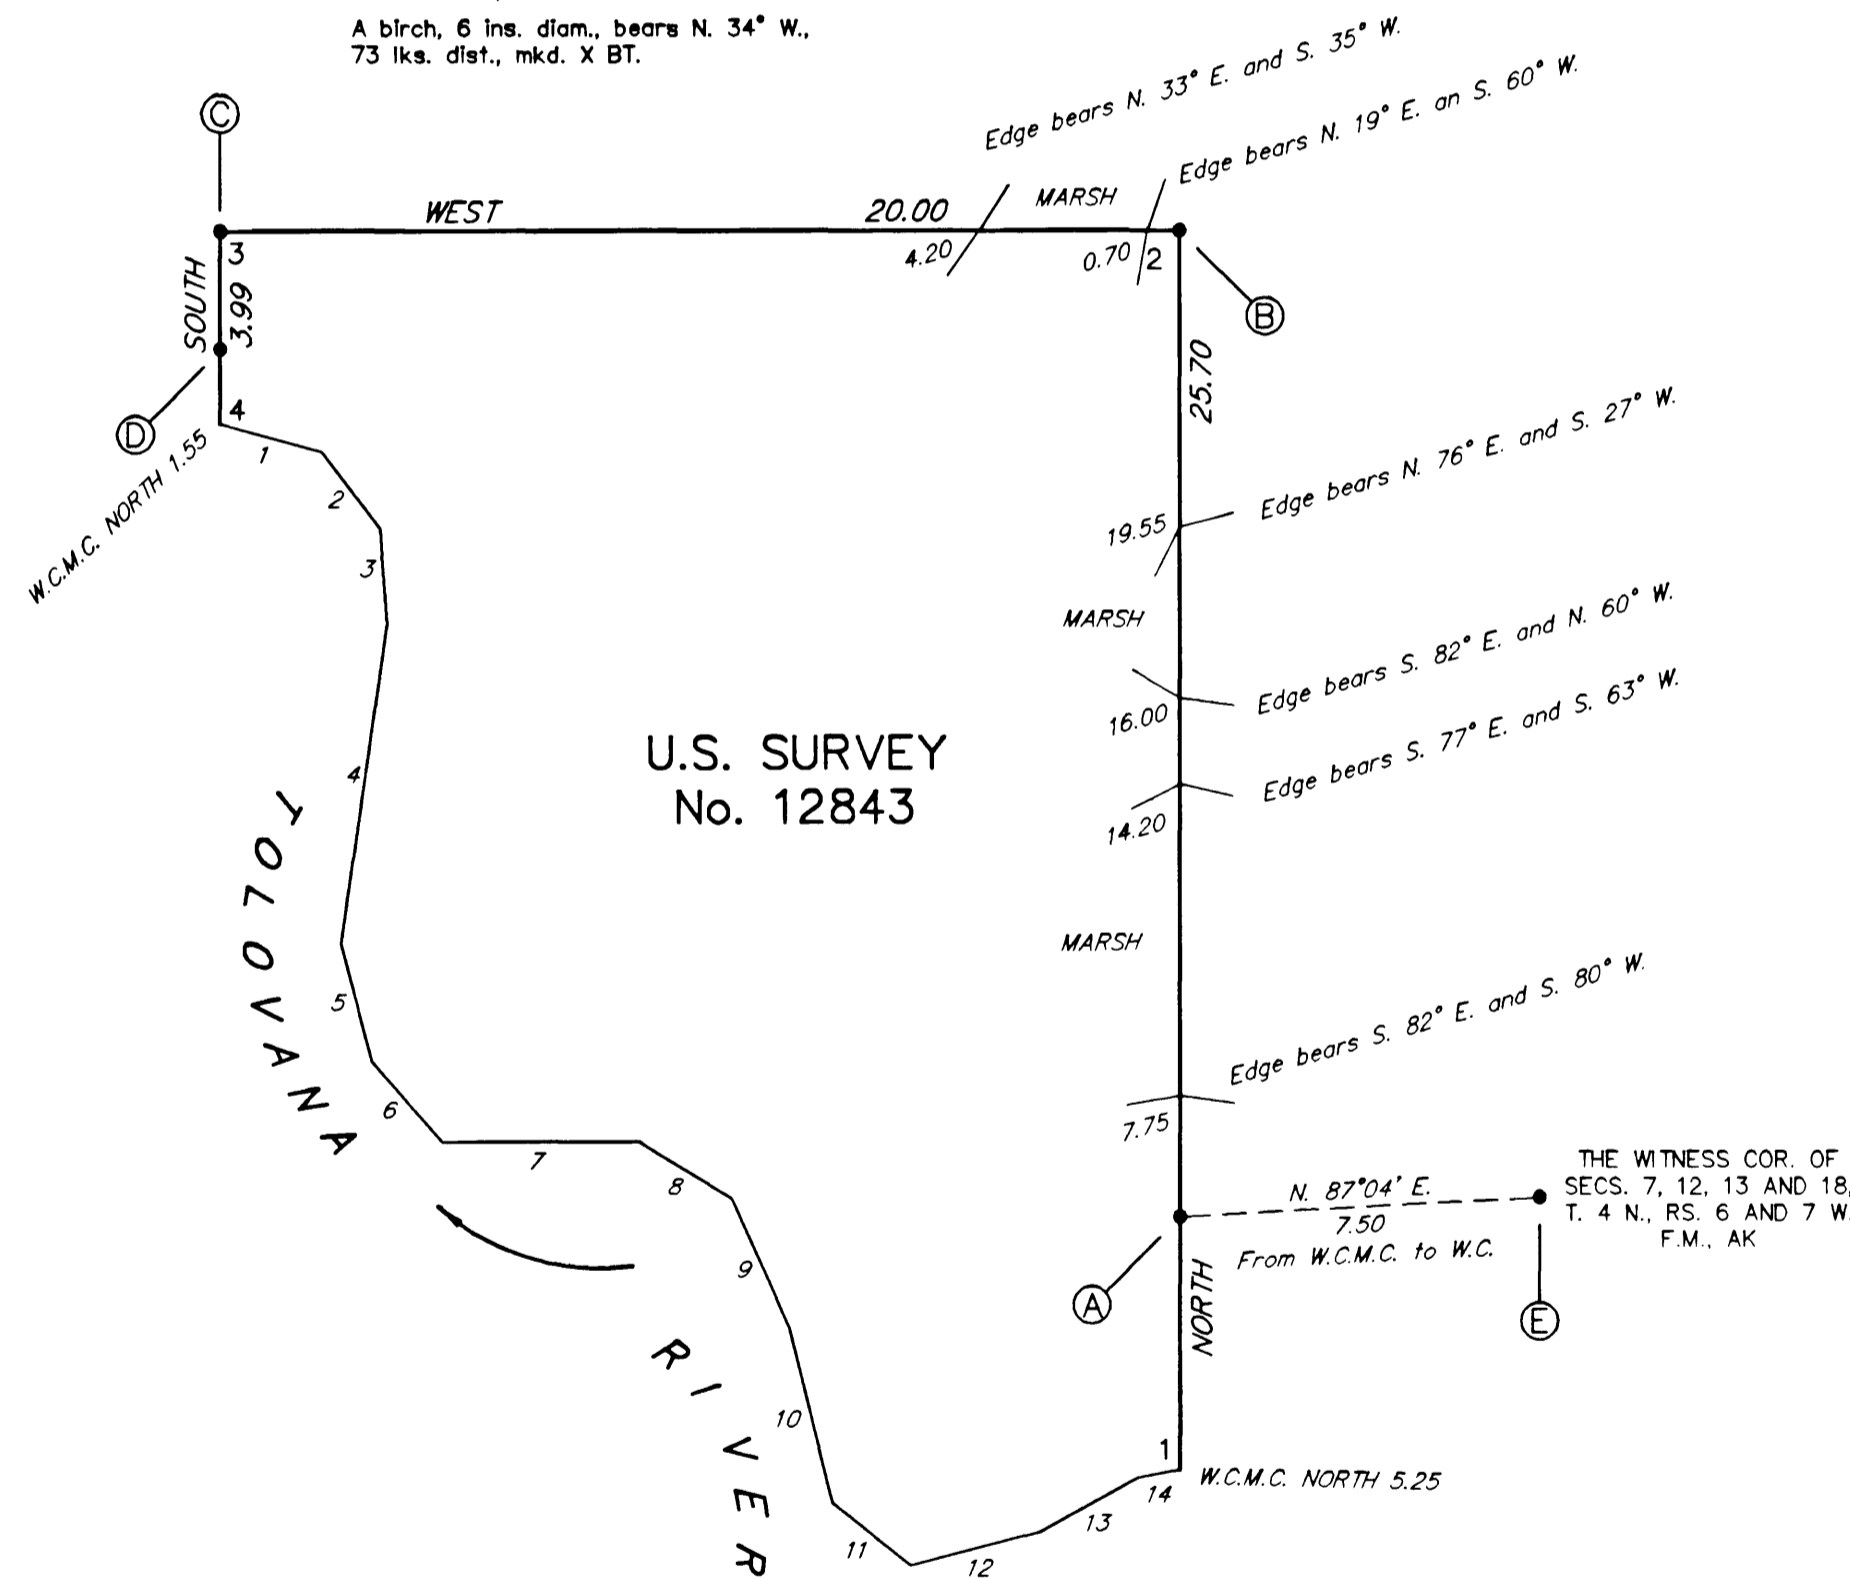 A birch, 6 ins. diam., bears N. 34° W.,
73 lks. dist., mkd. X BT.
Edge bears N. 33° E. and S. 35° W.
Edge bears N. 19° E. an S. 60° W.
C
WEST
20.00
MARSH
4.20
0.70
2
3
SOUTH
3.99
B
25.70
D
4
W.C.M.C. NORTH 1.55
1
2
3
4
5
6
7
8
9
10
11
12
13
14
Edge bears N. 76° E. and S. 27° W.
19.55
MARSH
Edge bears S. 82° E. and N. 60° W.
16.00
Edge bears S. 77° E. and S. 63° W.
14.20
U.S. SURVEY
No. 12843
TOLOVANA
RIVER
MARSH
Edge bears S. 82° E. and S. 80° W.
7.75
N. 87°04' E.
7.50
From W.C.M.C. to W.C.
THE WITNESS COR. OF
SECS. 7, 12, 13 AND 18,
T. 4 N., RS. 6 AND 7 W.
F.M., AK
A
E
NORTH
1
W.C.M.C. NORTH 5.25